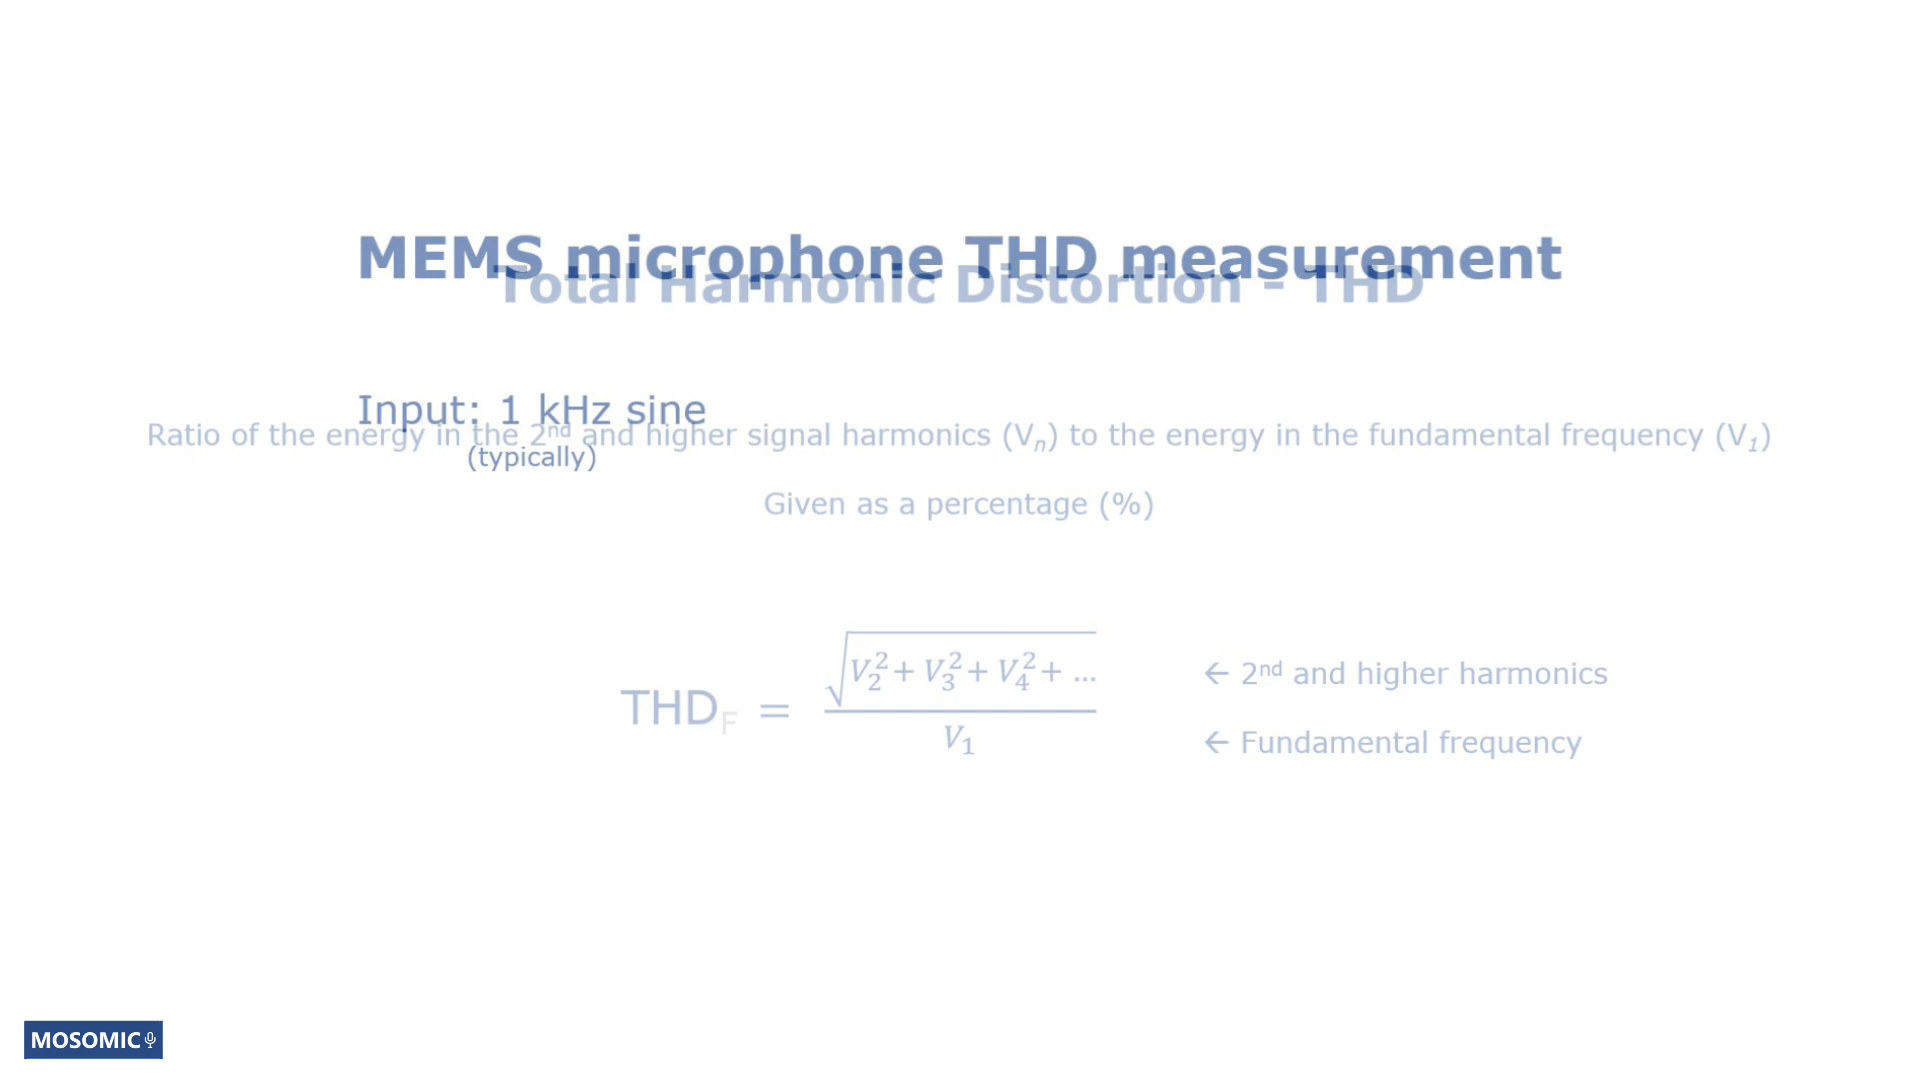 MEMS microphone THD measurement
Total Harmonic Distortion - THD
Input: 1 kHz sine
Ratio of the energy in the 2nd and higher signal harmonics (Vn) to the energy in the fundamental frequency (V1)
(typically)
Given as a percentage (%)
THD_F = √(V₂² + V₃² + V₄² + ...) / V₁
← 2nd and higher harmonics
← Fundamental frequency
MOSOMIC